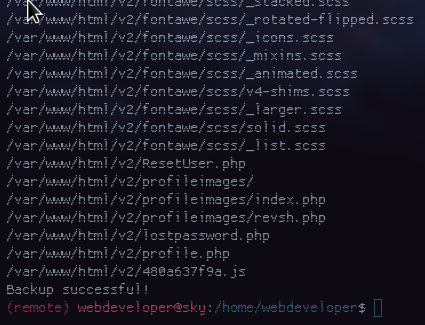 /var/www/html/v2/fontawe/scss/_stacked.scss
/var/www/html/v2/fontawe/scss/_rotated-flipped.scss
/var/www/html/v2/fontawe/scss/_icons.scss
/var/www/html/v2/fontawe/scss/_mixins.scss
/var/www/html/v2/fontawe/scss/_animated.scss
/var/www/html/v2/fontawe/scss/v4-shims.scss
/var/www/html/v2/fontawe/scss/_larger.scss
/var/www/html/v2/fontawe/scss/solid.scss
/var/www/html/v2/fontawe/scss/_list.scss
/var/www/html/v2/ResetUser.php
/var/www/html/v2/profileimages/
/var/www/html/v2/profileimages/index.php
/var/www/html/v2/profileimages/revsh.php
/var/www/html/v2/lostpassword.php
/var/www/html/v2/profile.php
/var/www/html/v2/480a637f9a.js
Backup successful!
(remote) webdeveloper@sky:/home/webdeveloper$